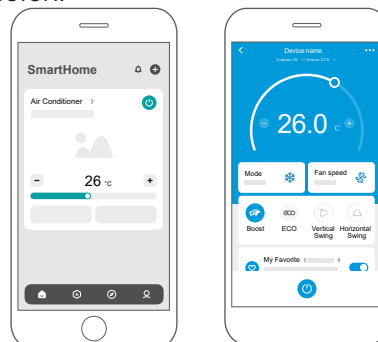 SmartHome
Air Conditioner >
26 °C
Device name
26.0 °C
Mode
Fan speed
Boost
ECO
Vertical Swing
Horizontal Swing
My Favorite